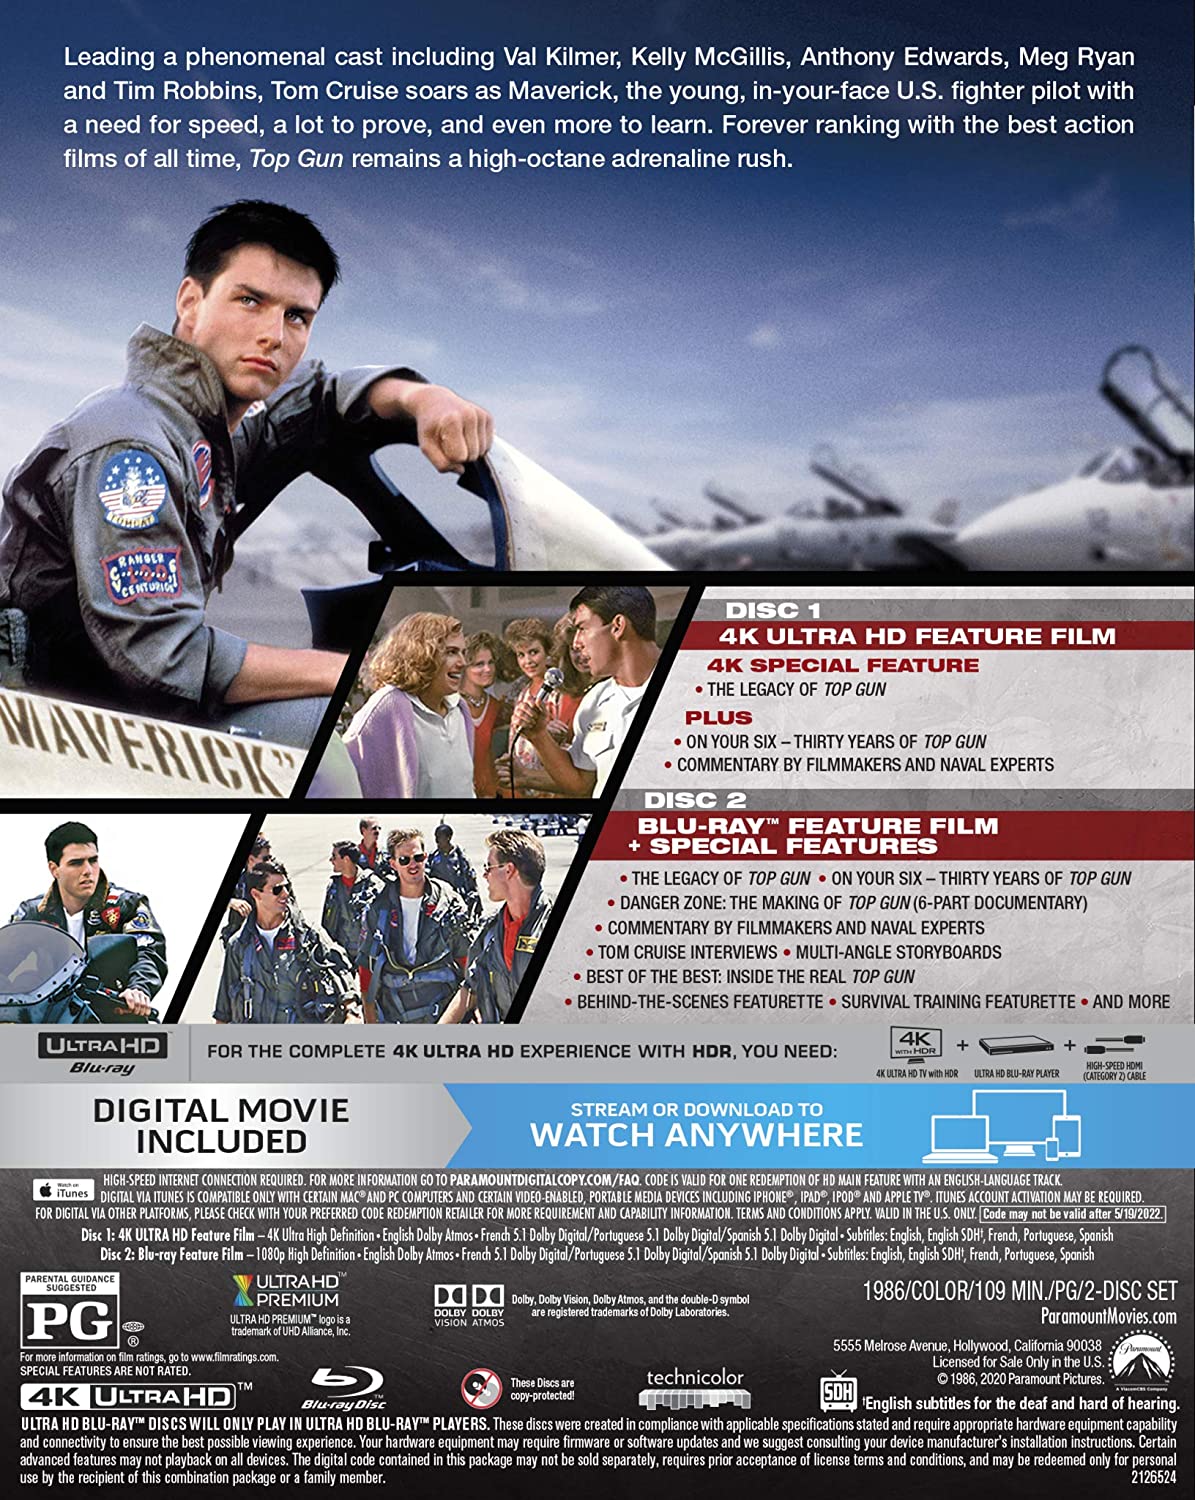 Leading a phenomenal cast including Val Kilmer, Kelly McGillis, Anthony Edwards, Meg Ryan
and Tim Robbins, Tom Cruise soars as Maverick, the young, in-your-face U.S. fighter pilot with
a need for speed, a lot to prove, and even more to learn. Forever ranking with the best action
films of all time, Top Gun remains a high-octane adrenaline rush.
TOMCAT
RANGER
CENTURION
MAVERICK"
DISC 1
4K ULTRA HD FEATURE FILM
4K SPECIAL FEATURE
• THE LEGACY OF TOP GUN
PLUS
• ON YOUR SIX – THIRTY YEARS OF TOP GUN
• COMMENTARY BY FILMMAKERS AND NAVAL EXPERTS
DISC 2
BLU-RAY™ FEATURE FILM
+ SPECIAL FEATURES
• THE LEGACY OF TOP GUN • ON YOUR SIX – THIRTY YEARS OF TOP GUN
• DANGER ZONE: THE MAKING OF TOP GUN (6-PART DOCUMENTARY)
• COMMENTARY BY FILMMAKERS AND NAVAL EXPERTS
• TOM CRUISE INTERVIEWS • MULTI-ANGLE STORYBOARDS
• BEST OF THE BEST: INSIDE THE REAL TOP GUN
• BEHIND-THE-SCENES FEATURETTE • SURVIVAL TRAINING FEATURETTE • AND MORE
ULTRA HD™
Blu-ray
FOR THE COMPLETE 4K ULTRA HD EXPERIENCE WITH HDR, YOU NEED:
4K
WITH HDR
+ +
4K ULTRA HD TV with HDR
ULTRA HD BLU-RAY PLAYER
HIGH-SPEED HDMI
(CATEGORY 2) CABLE
DIGITAL MOVIE
INCLUDED
STREAM OR DOWNLOAD TO
WATCH ANYWHERE
Watch on
iTunes
HIGH-SPEED INTERNET CONNECTION REQUIRED. FOR MORE INFORMATION GO TO PARAMOUNTDIGITALCOPY.COM/FAQ. CODE IS VALID FOR ONE REDEMPTION OF HD MAIN FEATURE WITH AN ENGLISH-LANGUAGE TRACK.
DIGITAL VIA ITUNES IS COMPATIBLE ONLY WITH CERTAIN MAC® AND PC COMPUTERS AND CERTAIN VIDEO-ENABLED, PORTABLE MEDIA DEVICES INCLUDING IPHONE®, IPAD®, IPOD® AND APPLE TV®. ITUNES ACCOUNT ACTIVATION MAY BE REQUIRED.
FOR DIGITAL VIA OTHER PLATFORMS, PLEASE CHECK WITH YOUR PREFERRED CODE REDEMPTION RETAILER FOR MORE REQUIREMENT AND CAPABILITY INFORMATION. TERMS AND CONDITIONS APPLY. VALID IN THE U.S. ONLY. Code may not be valid after 5/19/2022.
Disc 1: 4K ULTRA HD Feature Film – 4K Ultra High Definition • English Dolby Atmos • French 5.1 Dolby Digital/Portuguese 5.1 Dolby Digital/Spanish 5.1 Dolby Digital • Subtitles: English, English SDH†, French, Portuguese, Spanish
Disc 2: Blu-ray Feature Film – 1080p High Definition • English Dolby Atmos • French 5.1 Dolby Digital/Portuguese 5.1 Dolby Digital/Spanish 5.1 Dolby Digital • Subtitles: English, English SDH†, French, Portuguese, Spanish
PARENTAL GUIDANCE
SUGGESTED
PG
®
For more information on film ratings, go to www.filmratings.com.
SPECIAL FEATURES ARE NOT RATED.
ULTRAHD™
PREMIUM
ULTRA HD PREMIUM™ logo is a
trademark of UHD Alliance, Inc.
DOLBY DOLBY
VISION ATMOS
Dolby, Dolby Vision, Dolby Atmos, and the double-D symbol
are registered trademarks of Dolby Laboratories.
1986/COLOR/109 MIN./PG/2-DISC SET
ParamountMovies.com
5555 Melrose Avenue, Hollywood, California 90038
Licensed for Sale Only in the U.S.
© 1986, 2020 Paramount Pictures.
Paramount
A ViacomCBS Company
4K ULTRA HD™
Blu-ray Disc™
These Discs are
copy-protected!
technicolor
SDH
†English subtitles for the deaf and hard of hearing.
ULTRA HD BLU-RAY™ DISCS WILL ONLY PLAY IN ULTRA HD BLU-RAY™ PLAYERS. These discs were created in compliance with applicable specifications stated and require appropriate hardware equipment capability
and connectivity to ensure the best possible viewing experience. Your hardware equipment may require firmware or software updates and we suggest consulting your device manufacturer's installation instructions. Certain
advanced features may not playback on all devices. The digital code contained in this package may not be sold separately, requires prior acceptance of license terms and conditions, and may be redeemed only for personal
use by the recipient of this combination package or a family member.
2126524